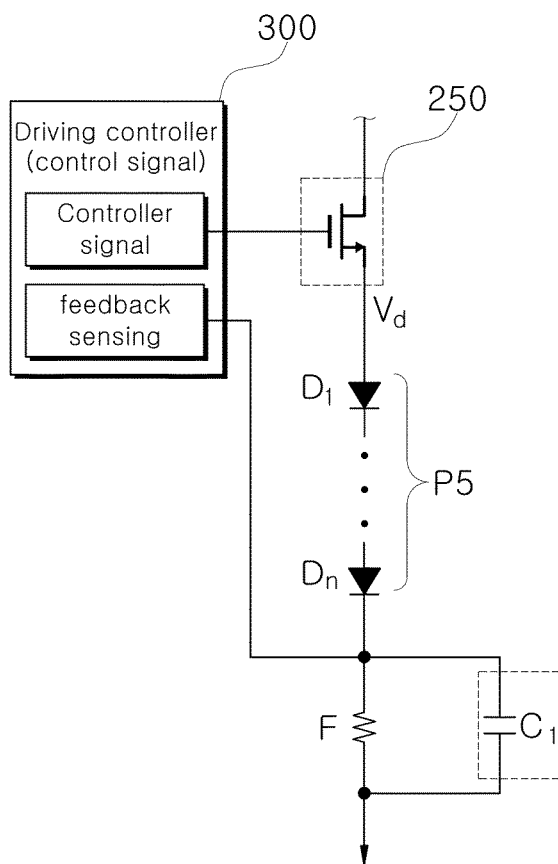 300
Driving controller
(control signal)
Controller
signal
feedback
sensing
250
Vd
D1
P5
Dn
F
C1